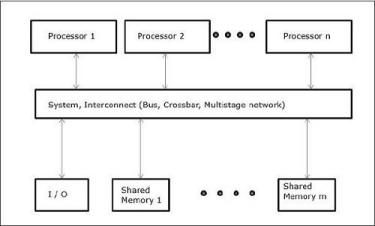 Processor 1
Processor 2
Processor n
System, Interconnect (Bus, Crossbar, Multistage network)
I / O
Shared
Memory 1
Shared
Memory m